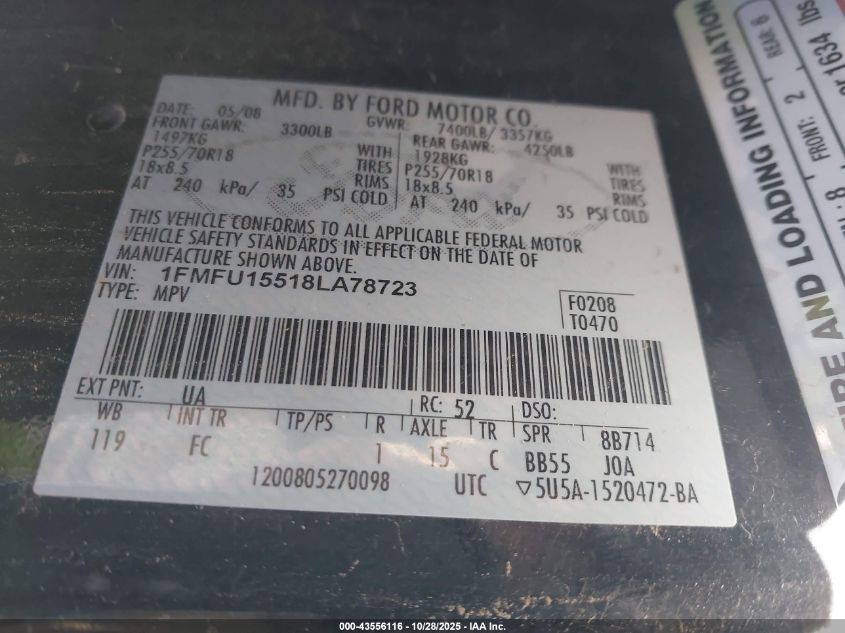 MFD. BY FORD MOTOR CO.
DATE: 05/08 GVWR: 7400LB/ 3357KG
FRONT GAWR: 3300LB REAR GAWR: 4250LB
1497KG WITH 1928KG WITH
P255/70R18 TIRES P255/70R18 TIRES
18x8.5 RIMS 18x8.5 RIMS
AT 240 kPa/ 35 PSI COLD AT 240 kPa/ 35 PSI COLD
THIS VEHICLE CONFORMS TO ALL APPLICABLE FEDERAL MOTOR
VEHICLE SAFETY STANDARDS IN EFFECT ON THE DATE OF
MANUFACTURE SHOWN ABOVE.
VIN: 1FMFU15518LA78723
TYPE: MPV
F0208
T0470
EXT PNT: UA RC: 52 DSO:
WB INT TR TP/PS R AXLE TR SPR 8B714
119 FC 1 15 C BB55 J0A
1200805270098 UTC 5U5A-1520472-BA
TIRE AND LOADING INFORMATION
FRONT: 2 REAR: 6
1634 lbs
000-43556116 - 10/28/2025 - IAA Inc.